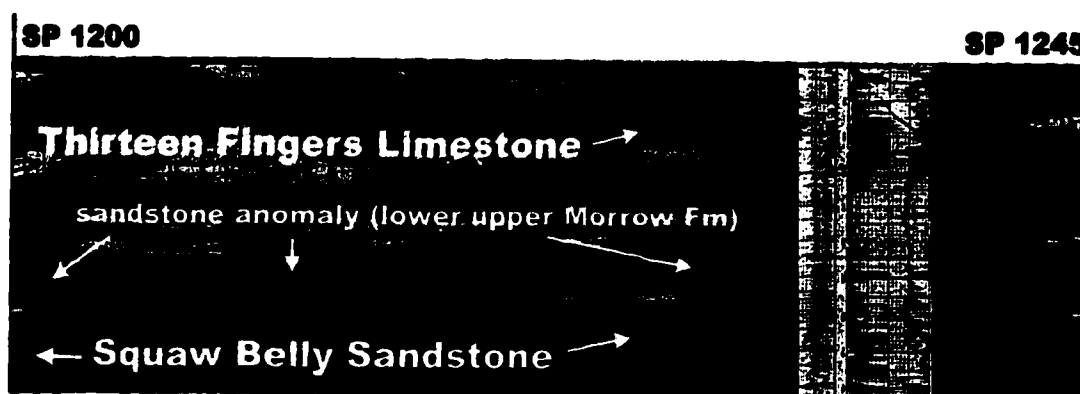 SP 1200
SP 1245
Thirteen Fingers Limestone
sandstone anomaly (lower upper Morrow Fm)
Squaw Belly Sandstone